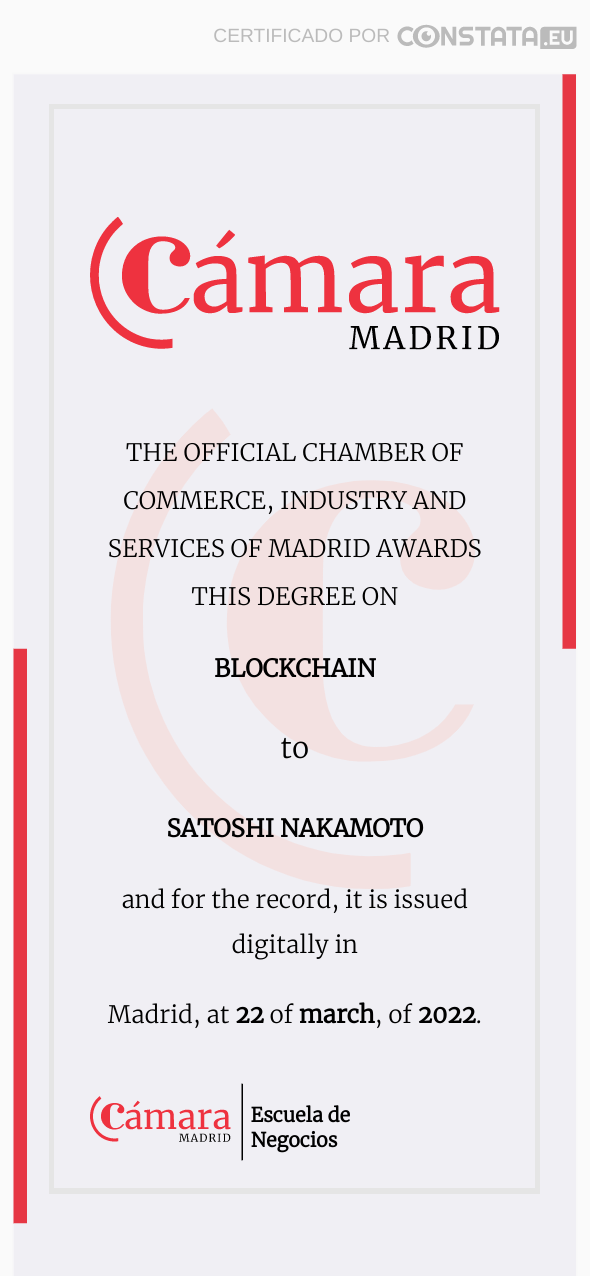 CERTIFICADO POR CONSTATA.EU
cámara
MADRID
THE OFFICIAL CHAMBER OF
COMMERCE, INDUSTRY AND
SERVICES OF MADRID AWARDS
THIS DEGREE ON
BLOCKCHAIN
to
SATOSHI NAKAMOTO
and for the record, it is issued
digitally in
Madrid, at 22 of march, of 2022.
cámara
MADRID
Escuela de
Negocios